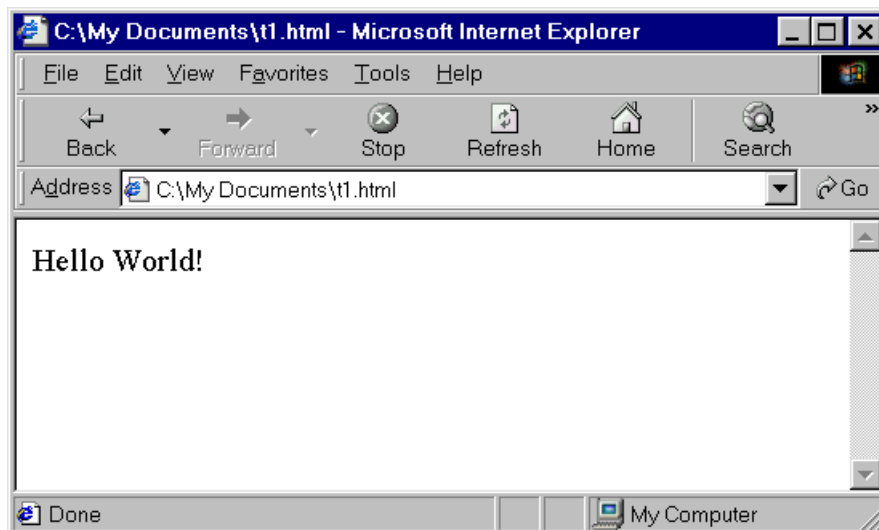 C:\My Documents\t1.html - Microsoft Internet Explorer
File Edit View Favorites Tools Help
Back Forward Stop Refresh Home Search »
Address C:\My Documents\t1.html Go
Hello World!
Done My Computer